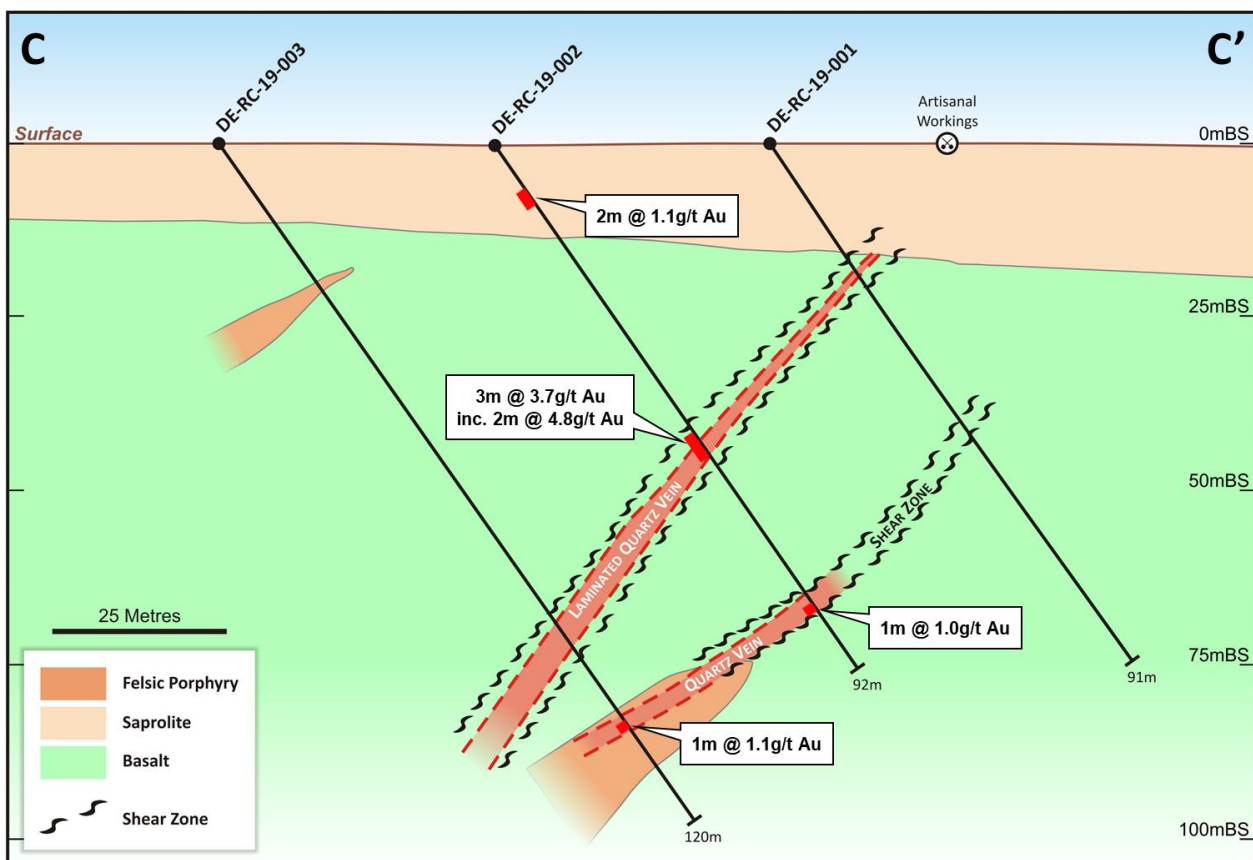 C
C'
DE-RC-19-003
DE-RC-19-002
DE-RC-19-001
Artisanal
Workings
Surface
0mBS
2m @ 1.1g/t Au
25mBS
3m @ 3.7g/t Au
inc. 2m @ 4.8g/t Au
50mBS
LAMINATED QUARTZ VEIN
SHEAR ZONE
25 Metres
1m @ 1.0g/t Au
QUARTZ VEIN
75mBS
92m
91m
1m @ 1.1g/t Au
120m
100mBS
Felsic Porphyry
Saprolite
Basalt
Shear Zone